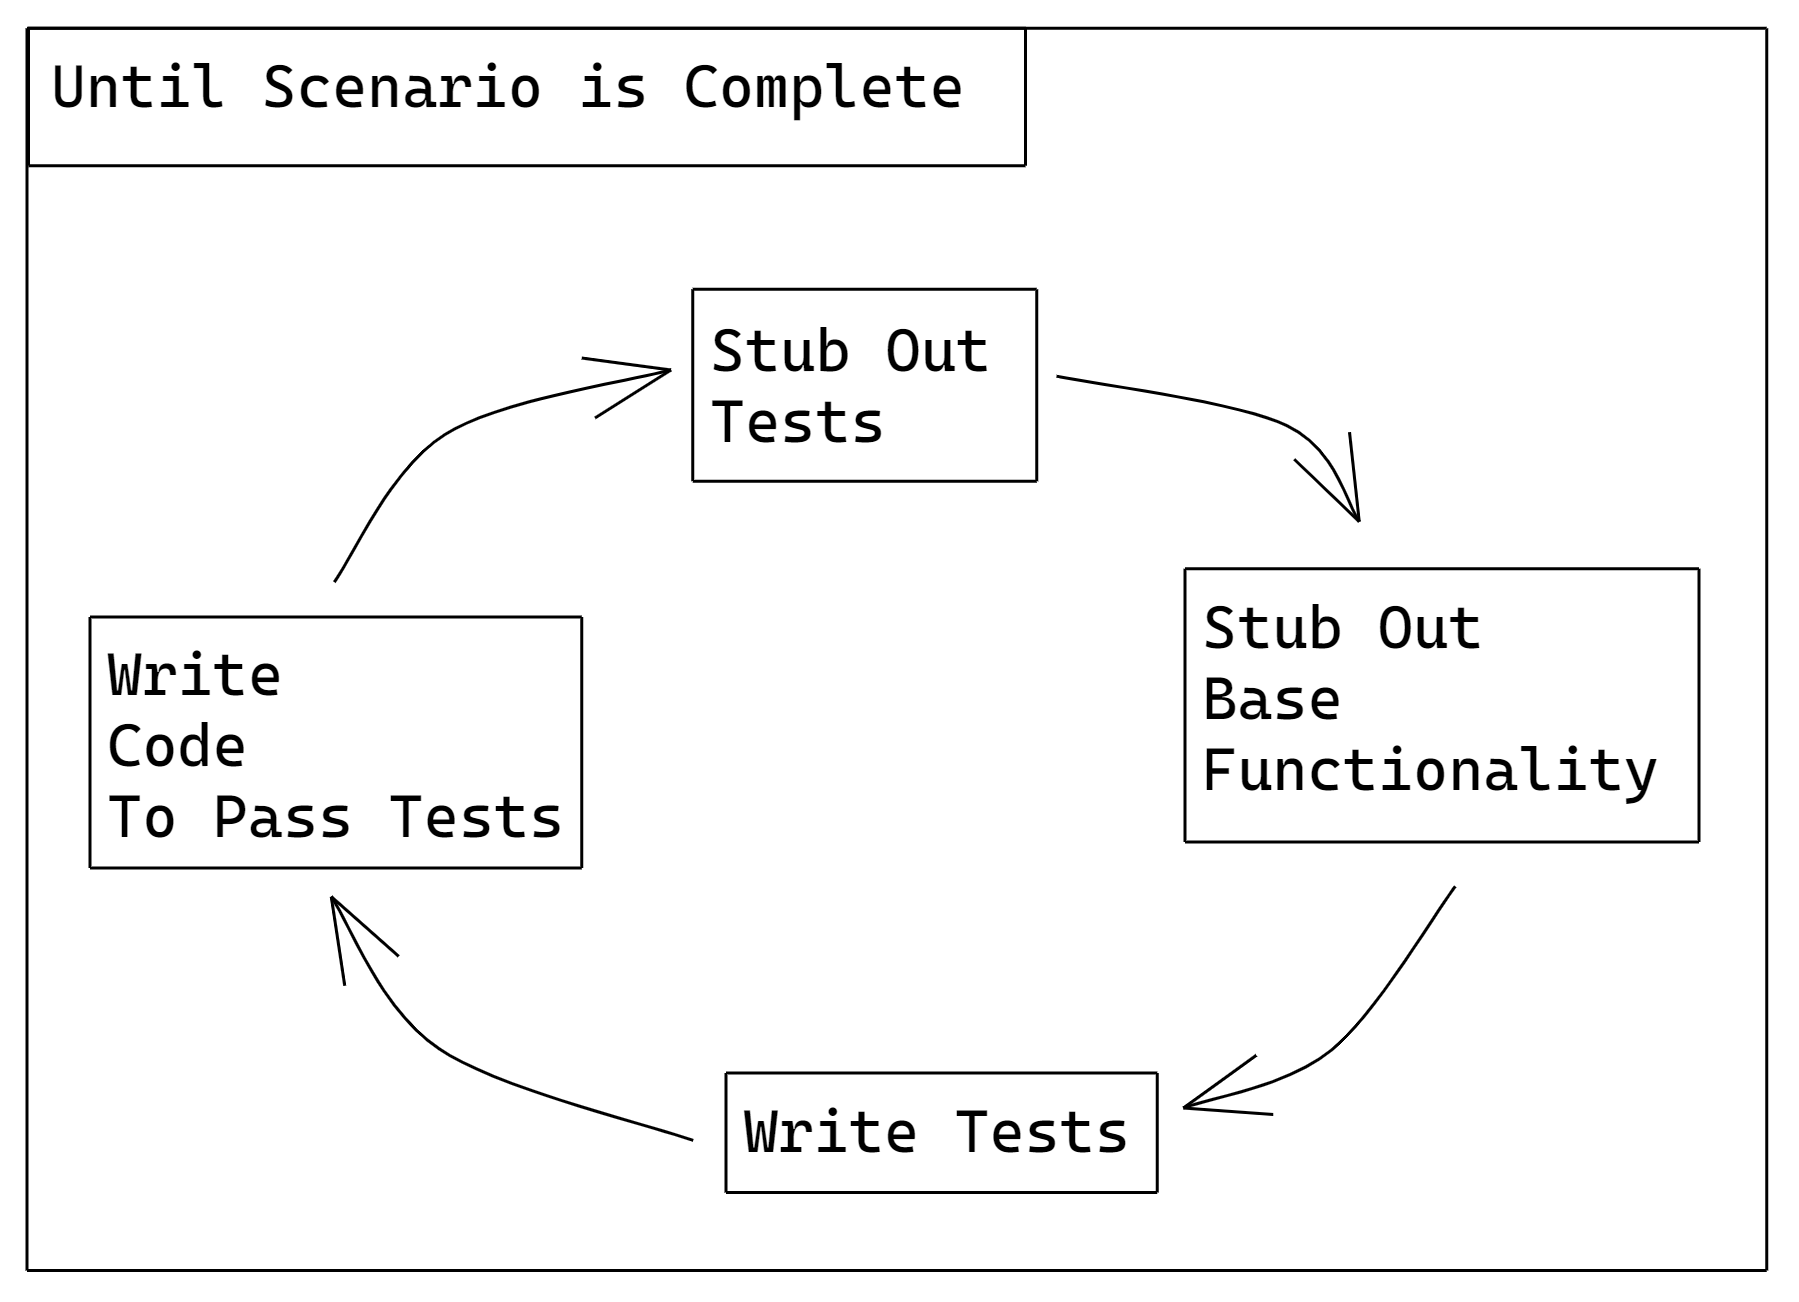 Until Scenario is Complete
Stub Out
Tests
Stub Out
Base
Functionality
Write
Code
To Pass Tests
Write Tests